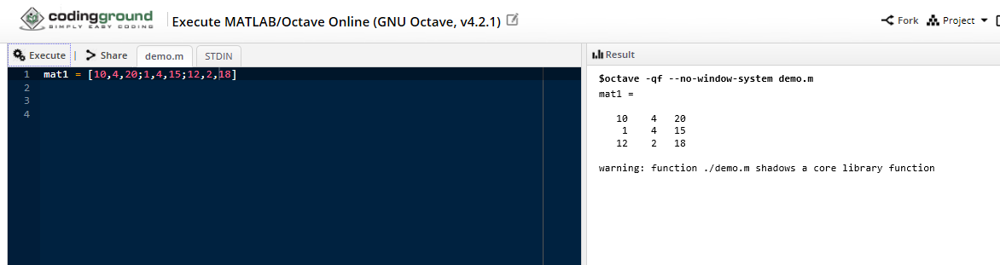 codingground
SIMPLY EASY CODING
Execute MATLAB/Octave Online (GNU Octave, v4.2.1)
Fork Project
Execute | Share demo.m STDIN
1 mat1 = [10,4,20;1,4,15;12,2,18]
2
3
4
Result
$octave -qf --no-window-system demo.m
mat1 =
10 4 20
1 4 15
12 2 18
warning: function ./demo.m shadows a core library function